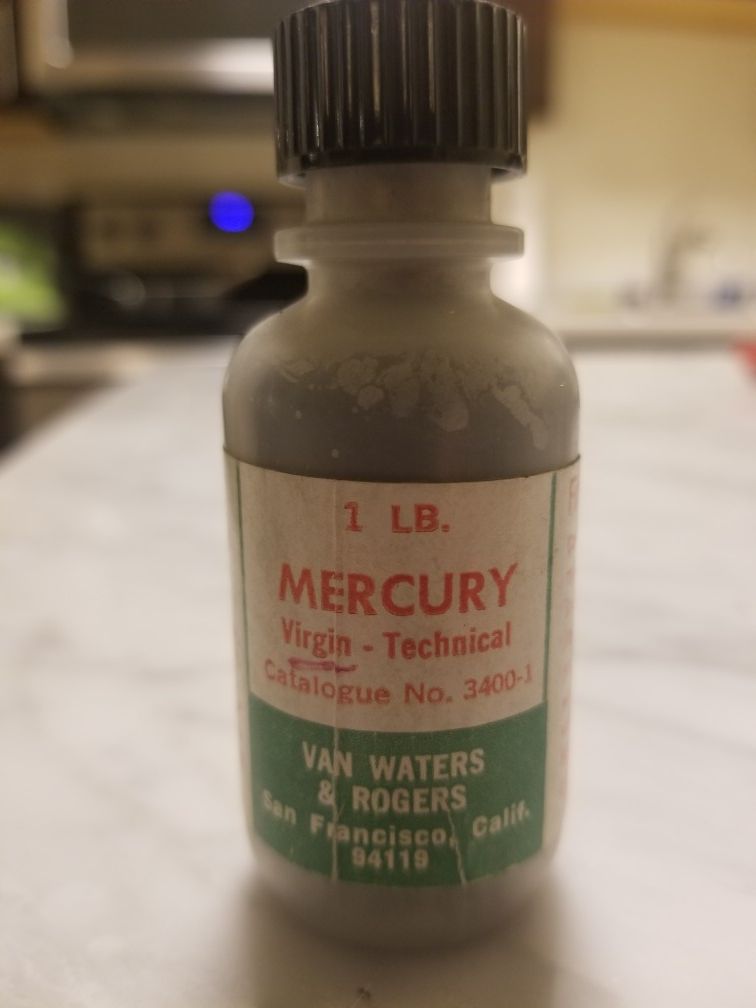 1 LB.
MERCURY
Virgin - Technical
Catalogue No. 3400-1
VAN WATERS
& ROGERS
San Francisco, Calif.
94119